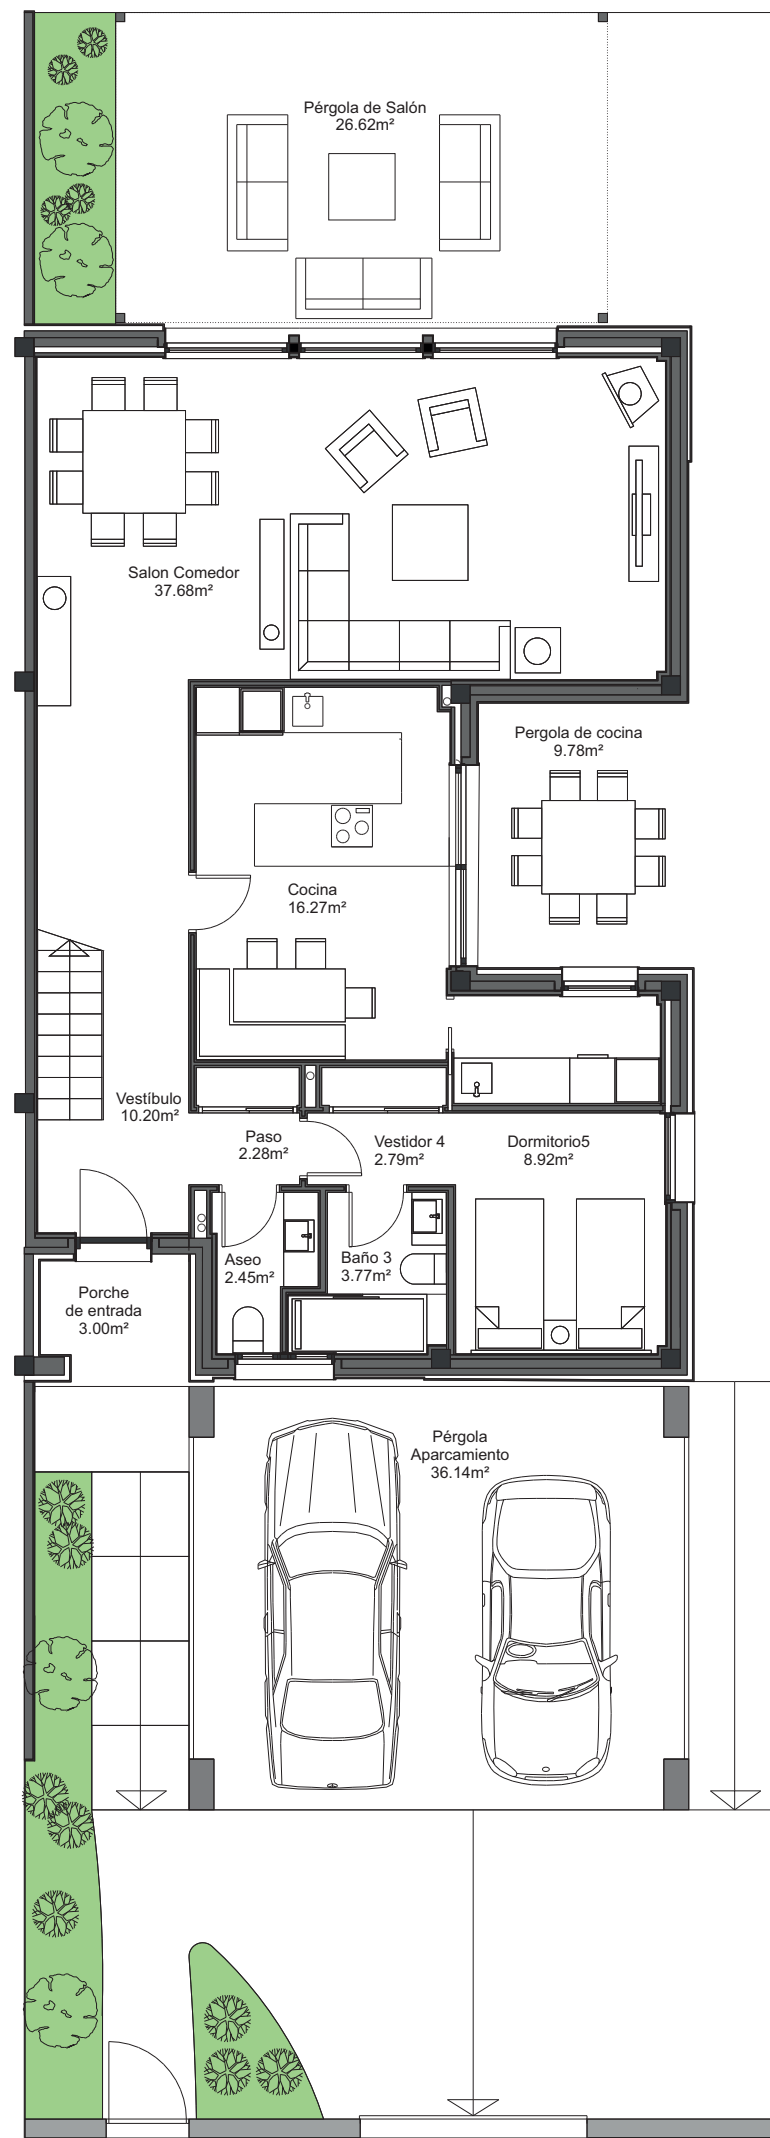 Pérgola de Salón
26.62m²
Salon Comedor
37.68m²
Pergola de cocina
9.78m²
Cocina
16.27m²
Vestíbulo
10.20m²
Paso
2.28m²
Vestidor 4
2.79m²
Dormitorio5
8.92m²
Aseo
2.45m²
Baño 3
3.77m²
Porche
de entrada
3.00m²
Pérgola
Aparcamiento
36.14m²